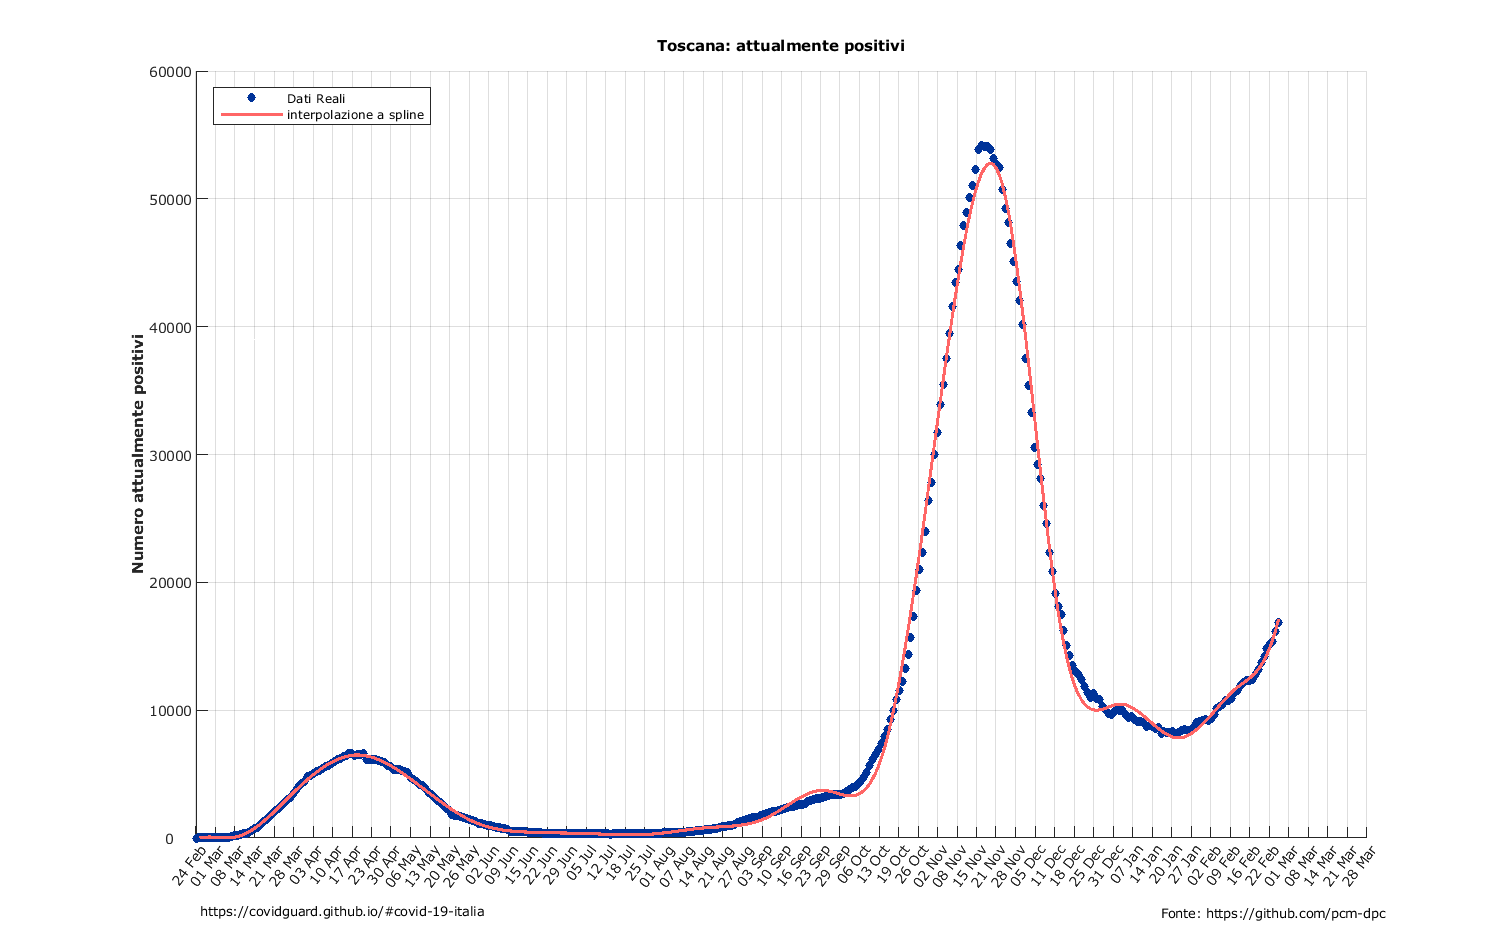 Toscana: attualmente positivi
60000
50000
40000
30000
20000
10000
0
Dati Reali
interpolazione a spline
Numero attualmente positivi
24 Feb
01 Mar
08 Mar
14 Mar
21 Mar
28 Mar
03 Apr
10 Apr
17 Apr
23 Apr
30 Apr
06 May
13 May
20 May
26 May
02 Jun
09 Jun
15 Jun
22 Jun
29 Jun
05 Jul
12 Jul
18 Jul
25 Jul
01 Aug
07 Aug
14 Aug
21 Aug
27 Aug
03 Sep
10 Sep
16 Sep
23 Sep
29 Sep
06 Oct
13 Oct
19 Oct
26 Oct
02 Nov
08 Nov
15 Nov
21 Nov
28 Nov
05 Dec
11 Dec
18 Dec
25 Dec
31 Dec
07 Jan
14 Jan
20 Jan
27 Jan
02 Feb
09 Feb
16 Feb
22 Feb
01 Mar
08 Mar
14 Mar
21 Mar
28 Mar
https://covidguard.github.io/#covid-19-italia
Fonte: https://github.com/pcm-dpc